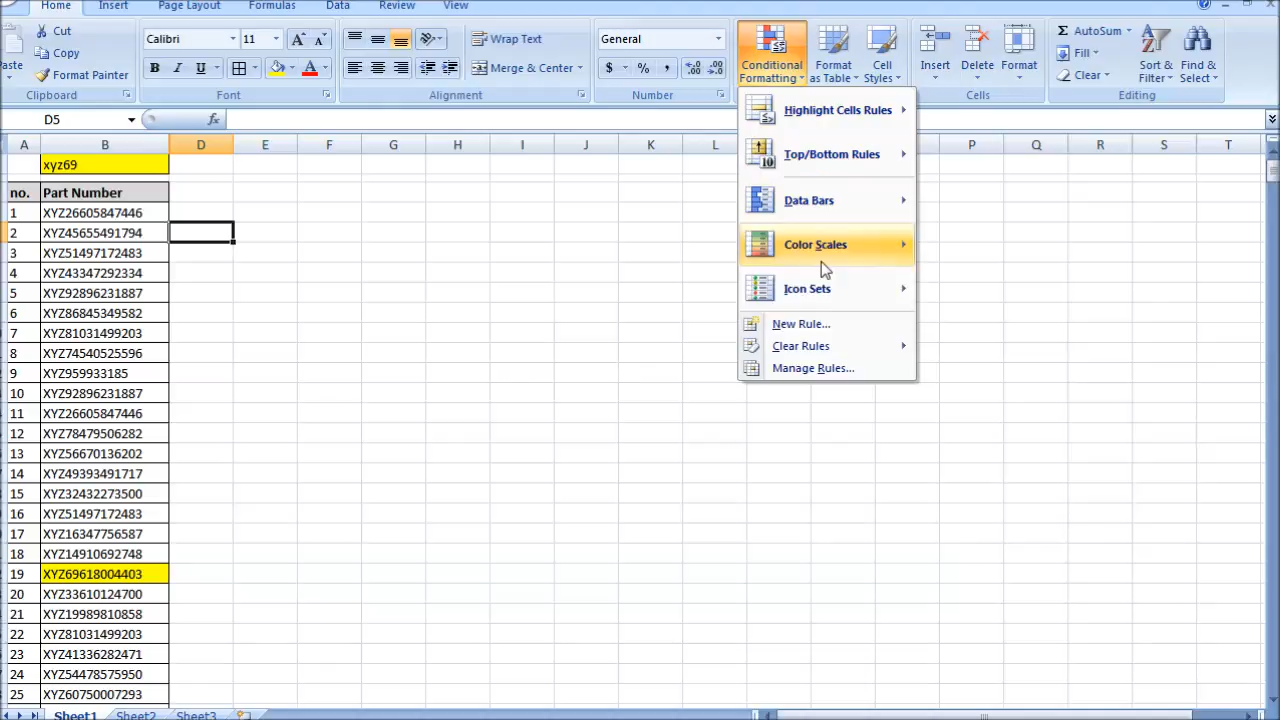 Home Insert Page Layout Formulas Data Review View
Cut
Copy
Paste
Format Painter
Clipboard
Calibri 11
B I U A
Font
Wrap Text
Merge & Center
Alignment
General
$ % ,
Number
Conditional Formatting
Format as Table
Cell Styles
Insert
Delete
Format
Cells
Σ AutoSum
Fill
Clear
Sort & Filter
Find & Select
Editing
D5
fx
Highlight Cells Rules
Top/Bottom Rules
Data Bars
Color Scales
Icon Sets
New Rule...
Clear Rules
Manage Rules...
A B D E F G H I J K L P Q R S T
xyz69
no. Part Number
1 XYZ26605847446
2 XYZ45655491794
3 XYZ51497172483
4 XYZ43347292334
5 XYZ92896231887
6 XYZ86845349582
7 XYZ81031499203
8 XYZ74540525596
9 XYZ959933185
10 XYZ92896231887
11 XYZ26605847446
12 XYZ78479506282
13 XYZ56670136202
14 XYZ49393491717
15 XYZ32432273500
16 XYZ51497172483
17 XYZ16347756587
18 XYZ14910692748
19 XYZ69618004403
20 XYZ33610124700
21 XYZ19989810858
22 XYZ81031499203
23 XYZ41336282471
24 XYZ54478575950
25 XYZ60750007293
Sheet1 Sheet2 Sheet3